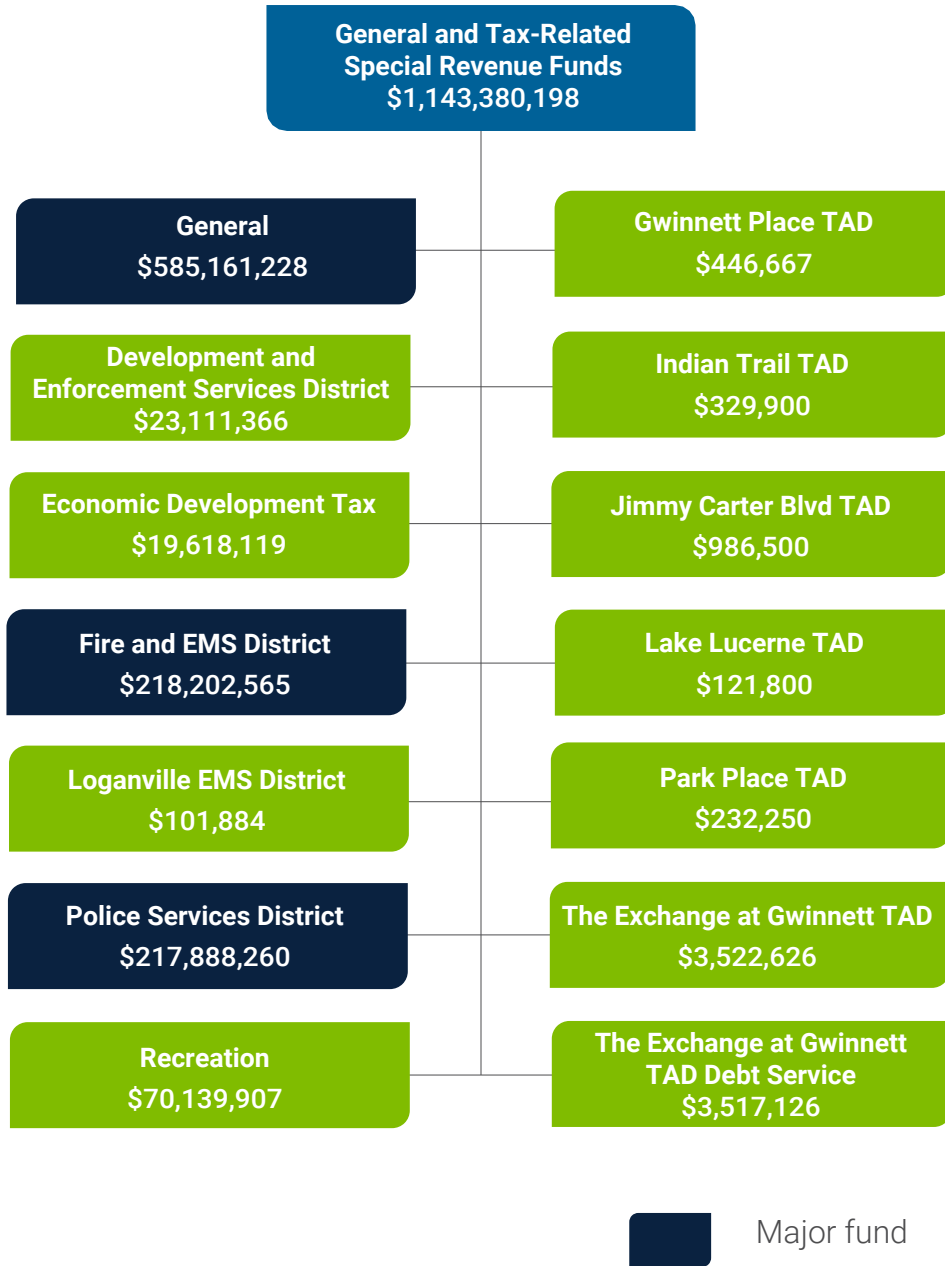 General and Tax-Related
Special Revenue Funds
$1,143,380,198
General
$585,161,228
Development and
Enforcement Services District
$23,111,366
Economic Development Tax
$19,618,119
Fire and EMS District
$218,202,565
Loganville EMS District
$101,884
Police Services District
$217,888,260
Recreation
$70,139,907
Gwinnett Place TAD
$446,667
Indian Trail TAD
$329,900
Jimmy Carter Blvd TAD
$986,500
Lake Lucerne TAD
$121,800
Park Place TAD
$232,250
The Exchange at Gwinnett TAD
$3,522,626
The Exchange at Gwinnett
TAD Debt Service
$3,517,126
Major fund